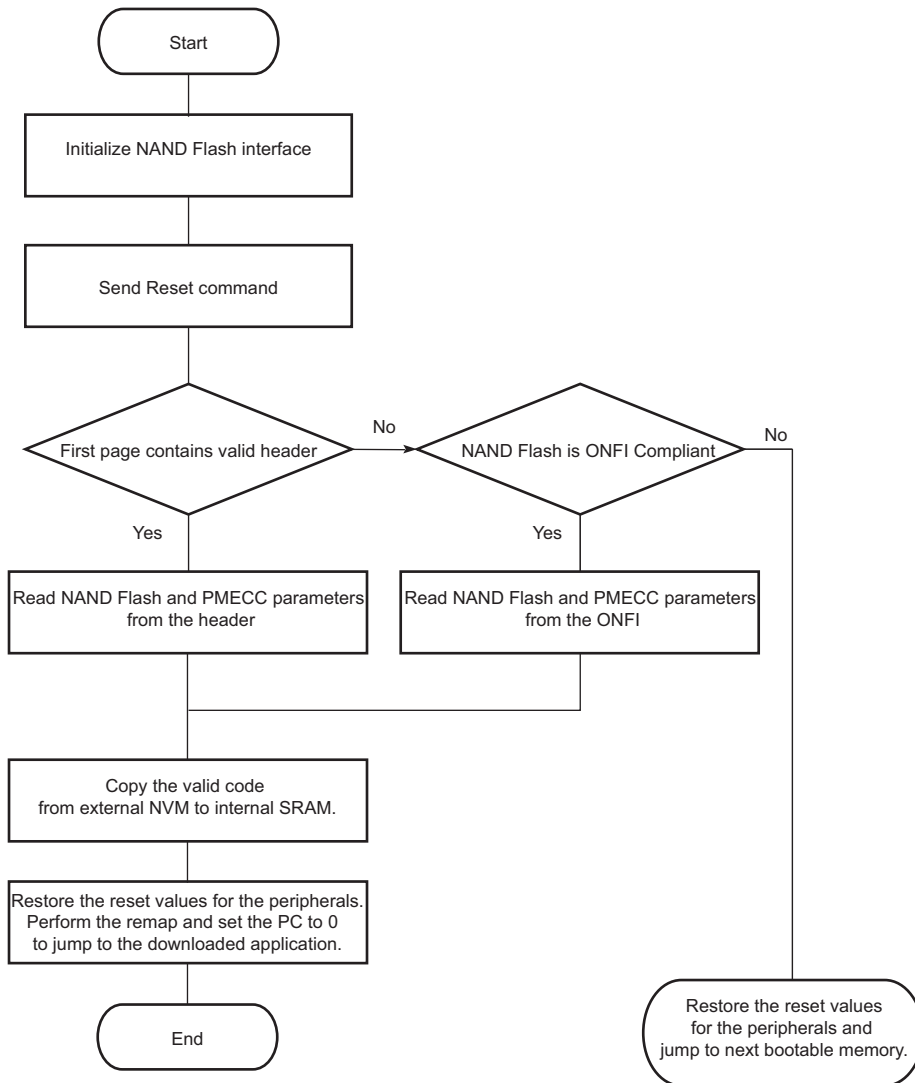 Start
Initialize NAND Flash interface
Send Reset command
First page contains valid header
No
NAND Flash is ONFI Compliant
No
Yes
Yes
Read NAND Flash and PMECC parameters
from the header
Read NAND Flash and PMECC parameters
from the ONFI
Copy the valid code
from external NVM to internal SRAM.
Restore the reset values for the peripherals.
Perform the remap and set the PC to 0
to jump to the downloaded application.
End
Restore the reset values
for the peripherals and
jump to next bootable memory.